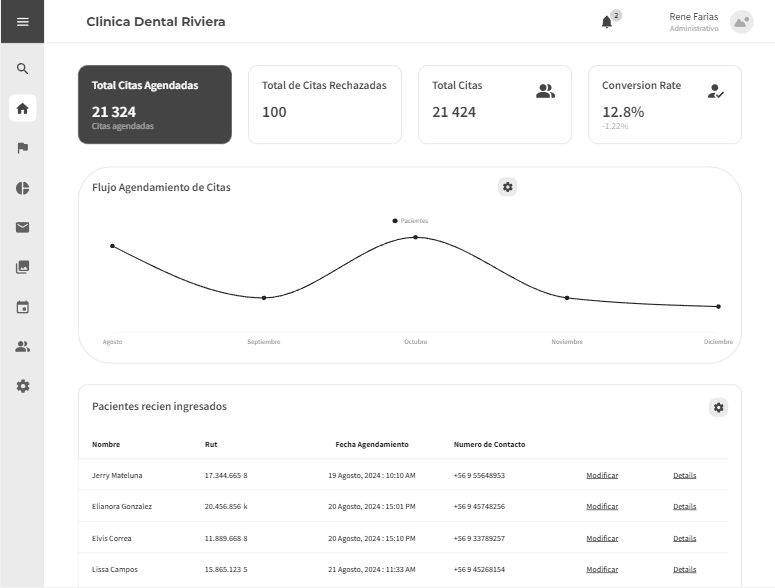 Clinica Dental Riviera
2
Rene Farias
Administrativo
Total Citas Agendadas
21 324
Citas agendadas
Total de Citas Rechazadas
100
Total Citas
21 424
Conversion Rate
12.8%
-1.22%
Flujo Agendamiento de Citas
Pacientes
Agosto Septiembre Octubre Noviembre Diciembre
Pacientes recien ingresados
Nombre Rut Fecha Agendamiento Numero de Contacto
Jerry Mateluna 17.344.665 8 19 Agosto, 2024 : 10:10 AM +56 9 55648953 Modificar Details
Elianora Gonzalez 20.456.856 k 20 Agosto, 2024 : 15:01 PM +56 9 45748256 Modificar Details
Elvis Correa 11.889.668 8 20 Agosto, 2024 : 15:10 PM +56 9 33789257 Modificar Details
Lissa Campos 15.865.123 5 21 Agosto, 2024 : 11:33 AM +56 9 45268154 Modificar Details